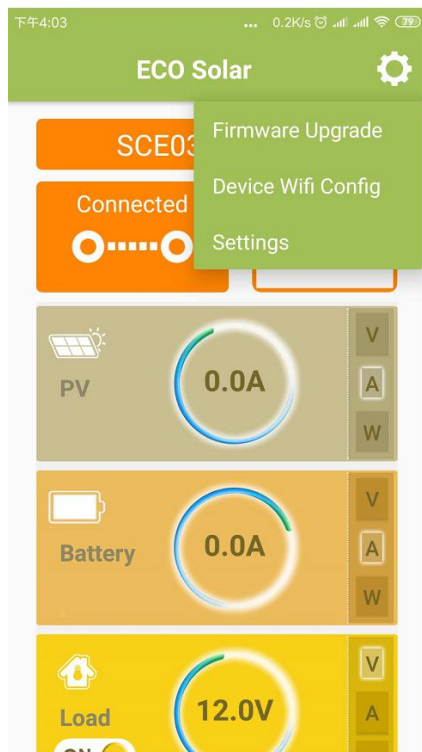 下午4:03
... 0.2K/s 79
ECO Solar
Firmware Upgrade
Device Wifi Config
Settings
SCE03
Connected
PV
0.0A
V
A
W
Battery
0.0A
V
A
W
Load
12.0V
V
A
ON